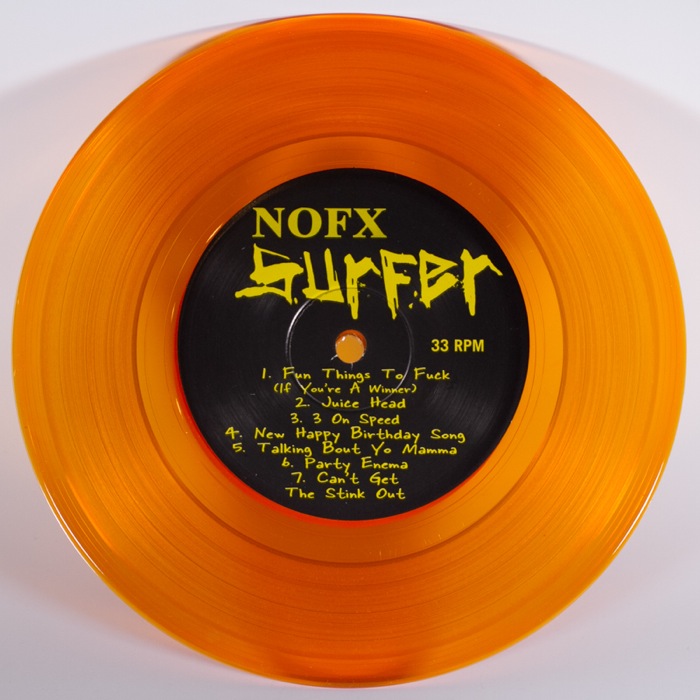 NOFX
SURFER
33 RPM
1. Fun Things To Fuck
(If You're A Winner)
2. Juice Head
3. 3 On Speed
4. New Happy Birthday Song
5. Talking Bout Yo Mamma
6. Party Enema
7. Can't Get
The Stink Out